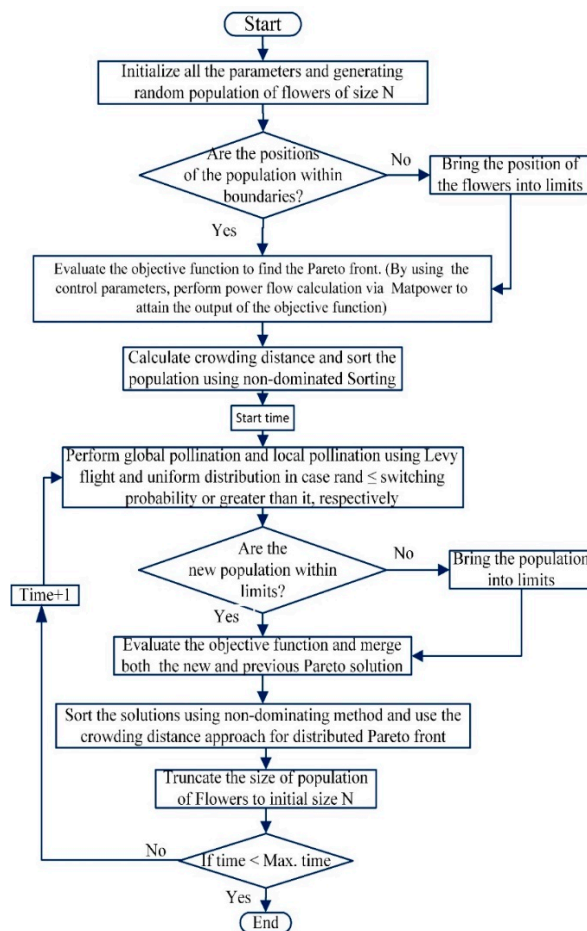 Start
Initialize all the parameters and generating
random population of flowers of size N
Are the positions
of the population within
boundaries?
No
Bring the position of
the flowers into limits
Yes
Evaluate the objective function to find the Pareto front. (By using the
control parameters, perform power flow calculation via Matpower to
attain the output of the objective function)
Calculate crowding distance and sort the
population using non-dominated Sorting
Start time
Perform global pollination and local pollination using Levy
flight and uniform distribution in case rand ≤ switching
probability or greater than it, respectively
Are the
new population within
limits?
No
Bring the population
into limits
Time+1
Yes
Evaluate the objective function and merge
both the new and previous Pareto solution
Sort the solutions using non-dominating method and use the
crowding distance approach for distributed Pareto front
Truncate the size of population
of Flowers to initial size N
No
If time < Max. time
Yes
End